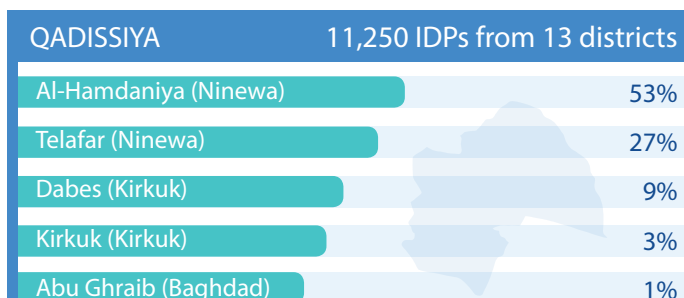 QADISSIYA 11,250 IDPs from 13 districts
Al-Hamdaniya (Ninewa) 53%
Telafar (Ninewa) 27%
Dabes (Kirkuk) 9%
Kirkuk (Kirkuk) 3%
Abu Ghraib (Baghdad) 1%